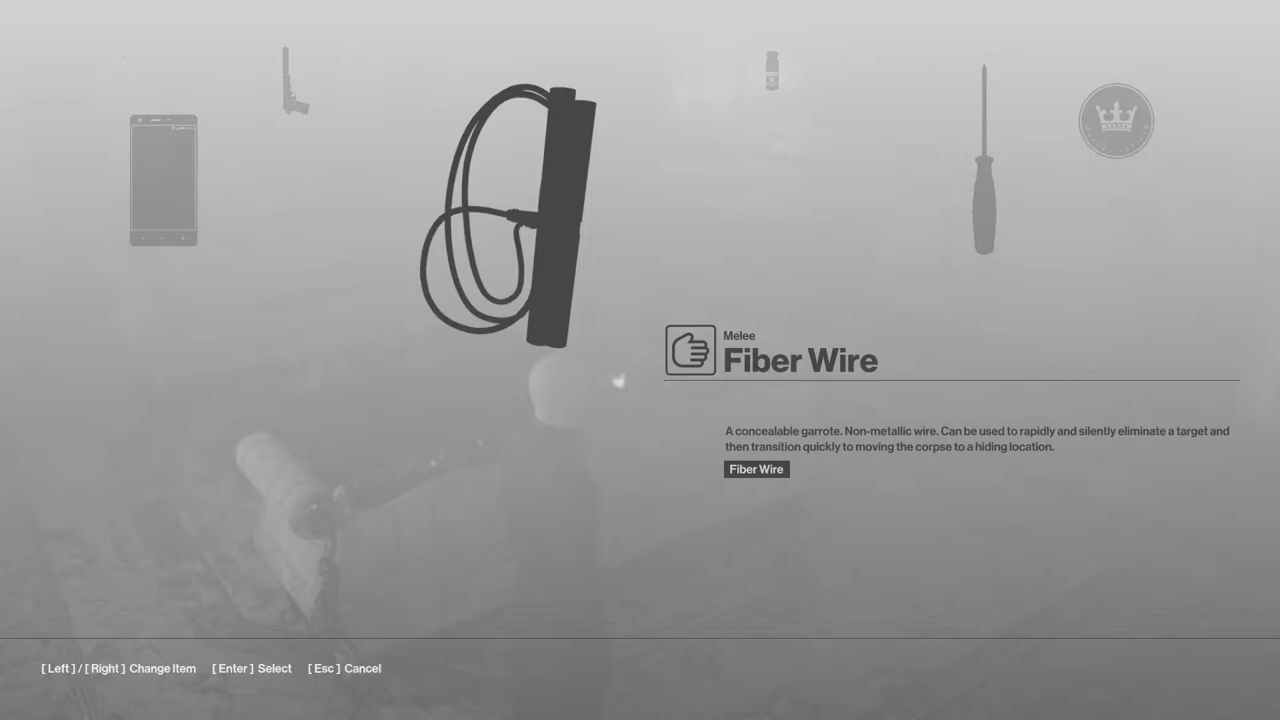 Melee
Fiber Wire
A concealable garrote. Non-metallic wire. Can be used to rapidly and silently eliminate a target and
then transition quickly to moving the corpse to a hiding location.
Fiber Wire
[ Left ] / [ Right ] Change Item [ Enter ] Select [ Esc ] Cancel